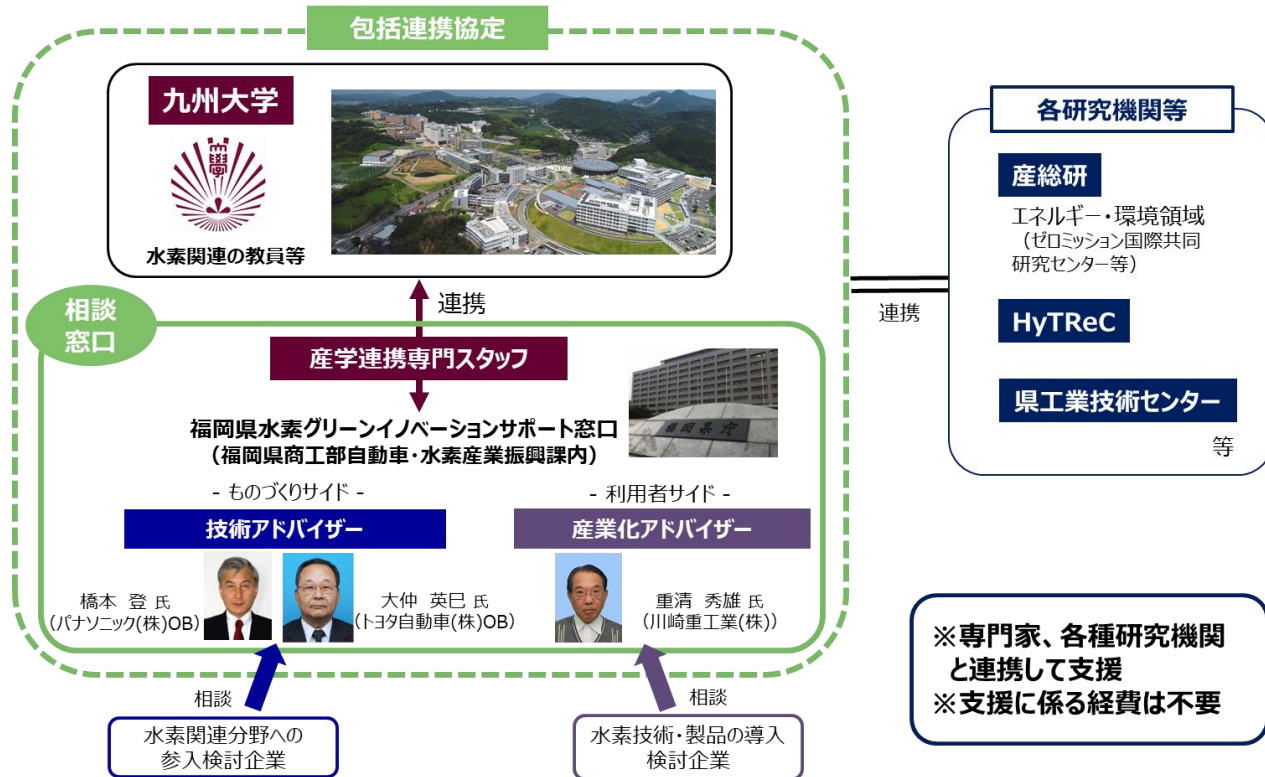 包括連携協定
九州大学
水素関連の教員等
連携
相談
窓口
産学連携専門スタッフ
福岡県水素グリーンイノベーションサポート窓口
（福岡県商工部自動車・水素産業振興課内）
福岡県庁
- ものづくりサイド -
技術アドバイザー
橋本 登 氏
（パナソニック(株)OB）
大仲 英巳 氏
（トヨタ自動車(株)OB）
- 利用者サイド -
産業化アドバイザー
重清 秀雄 氏
（川崎重工業(株)）
相談
水素関連分野への
参入検討企業
相談
水素技術・製品の導入
検討企業
連携
各研究機関等
産総研
エネルギー・環境領域
（ゼロミッション国際共同
研究センター等）
HyTReC
県工業技術センター
等
※専門家、各種研究機関
と連携して支援
※支援に係る経費は不要